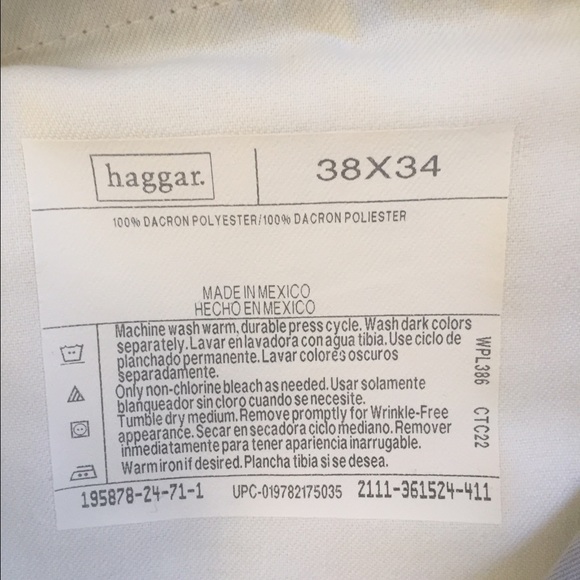 haggar.
38X34
100% DACRON POLYESTER/100% DACRON POLIESTER
MADE IN MEXICO
HECHO EN MEXICO
Machine wash warm, durable press cycle. Wash dark colors
separately. Lavar en lavadora con agua tibia. Use ciclo de
planchado permanente. Lavar colores oscuros
separadamente.
Only non-chlorine bleach as needed. Usar solamente
blanqueador sin cloro cuando se necesite.
Tumble dry medium. Remove promptly for Wrinkle-Free
appearance. Secar en secadora ciclo mediano. Remover
inmediatamente para tener apariencia inarrugable.
Warm iron if desired. Plancha tibia si se desea.
WPL386 CTC22
195878-24-71-1 UPC-019782175035 2111-361524-411